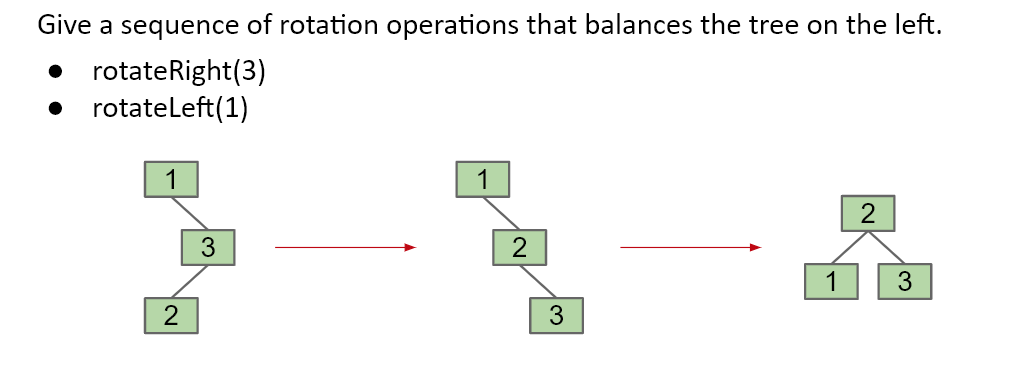 Give a sequence of rotation operations that balances the tree on the left.
● rotateRight(3)
● rotateLeft(1)
1
3
2
1
2
3
2
1 3